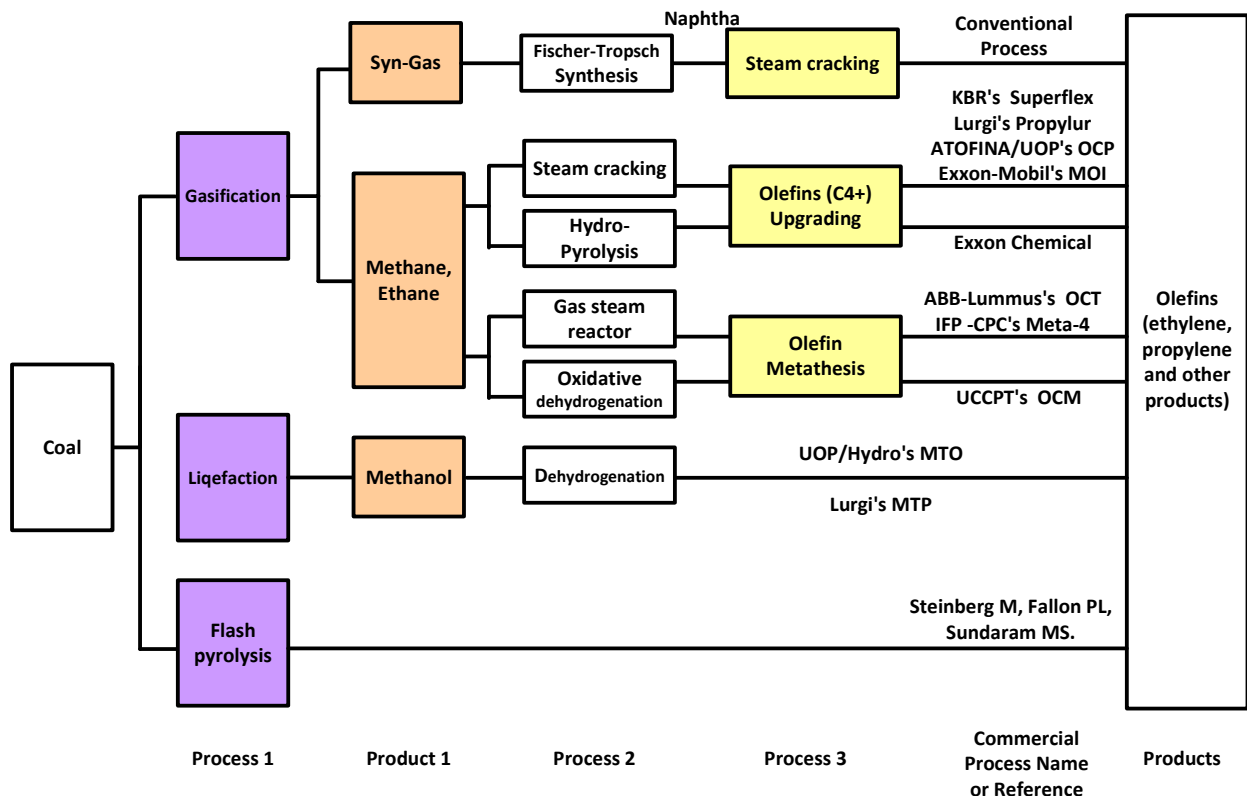 Naphtha
Conventional
Process
Syn-Gas
Fischer-Tropsch
Synthesis
Steam cracking
KBR's Superflex
Lurgi's Propylur
ATOFINA/UOP's OCP
Exxon-Mobil's MOI
Gasification
Steam cracking
Olefins (C4+)
Upgrading
Hydro-
Pyrolysis
Exxon Chemical
Methane,
Ethane
Gas steam
reactor
ABB-Lummus's OCT
IFP -CPC's Meta-4
Olefin
Metathesis
Oxidative
dehydrogenation
UCCPT's OCM
Olefins
(ethylene,
propylene
and other
products)
Coal
Liqefaction
Methanol
Dehydrogenation
UOP/Hydro's MTO
Lurgi's MTP
Flash
pyrolysis
Steinberg M, Fallon PL,
Sundaram MS.
Process 1
Product 1
Process 2
Process 3
Commercial
Process Name
or Reference
Products